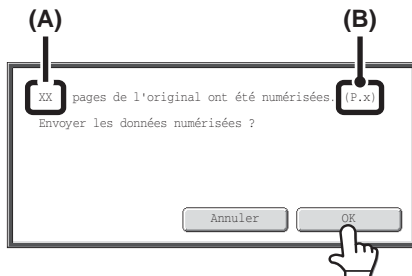 (A) (B)
XX pages de l'original ont été numérisées. (P.x)
Envoyer les données numérisées ?
Annuler OK